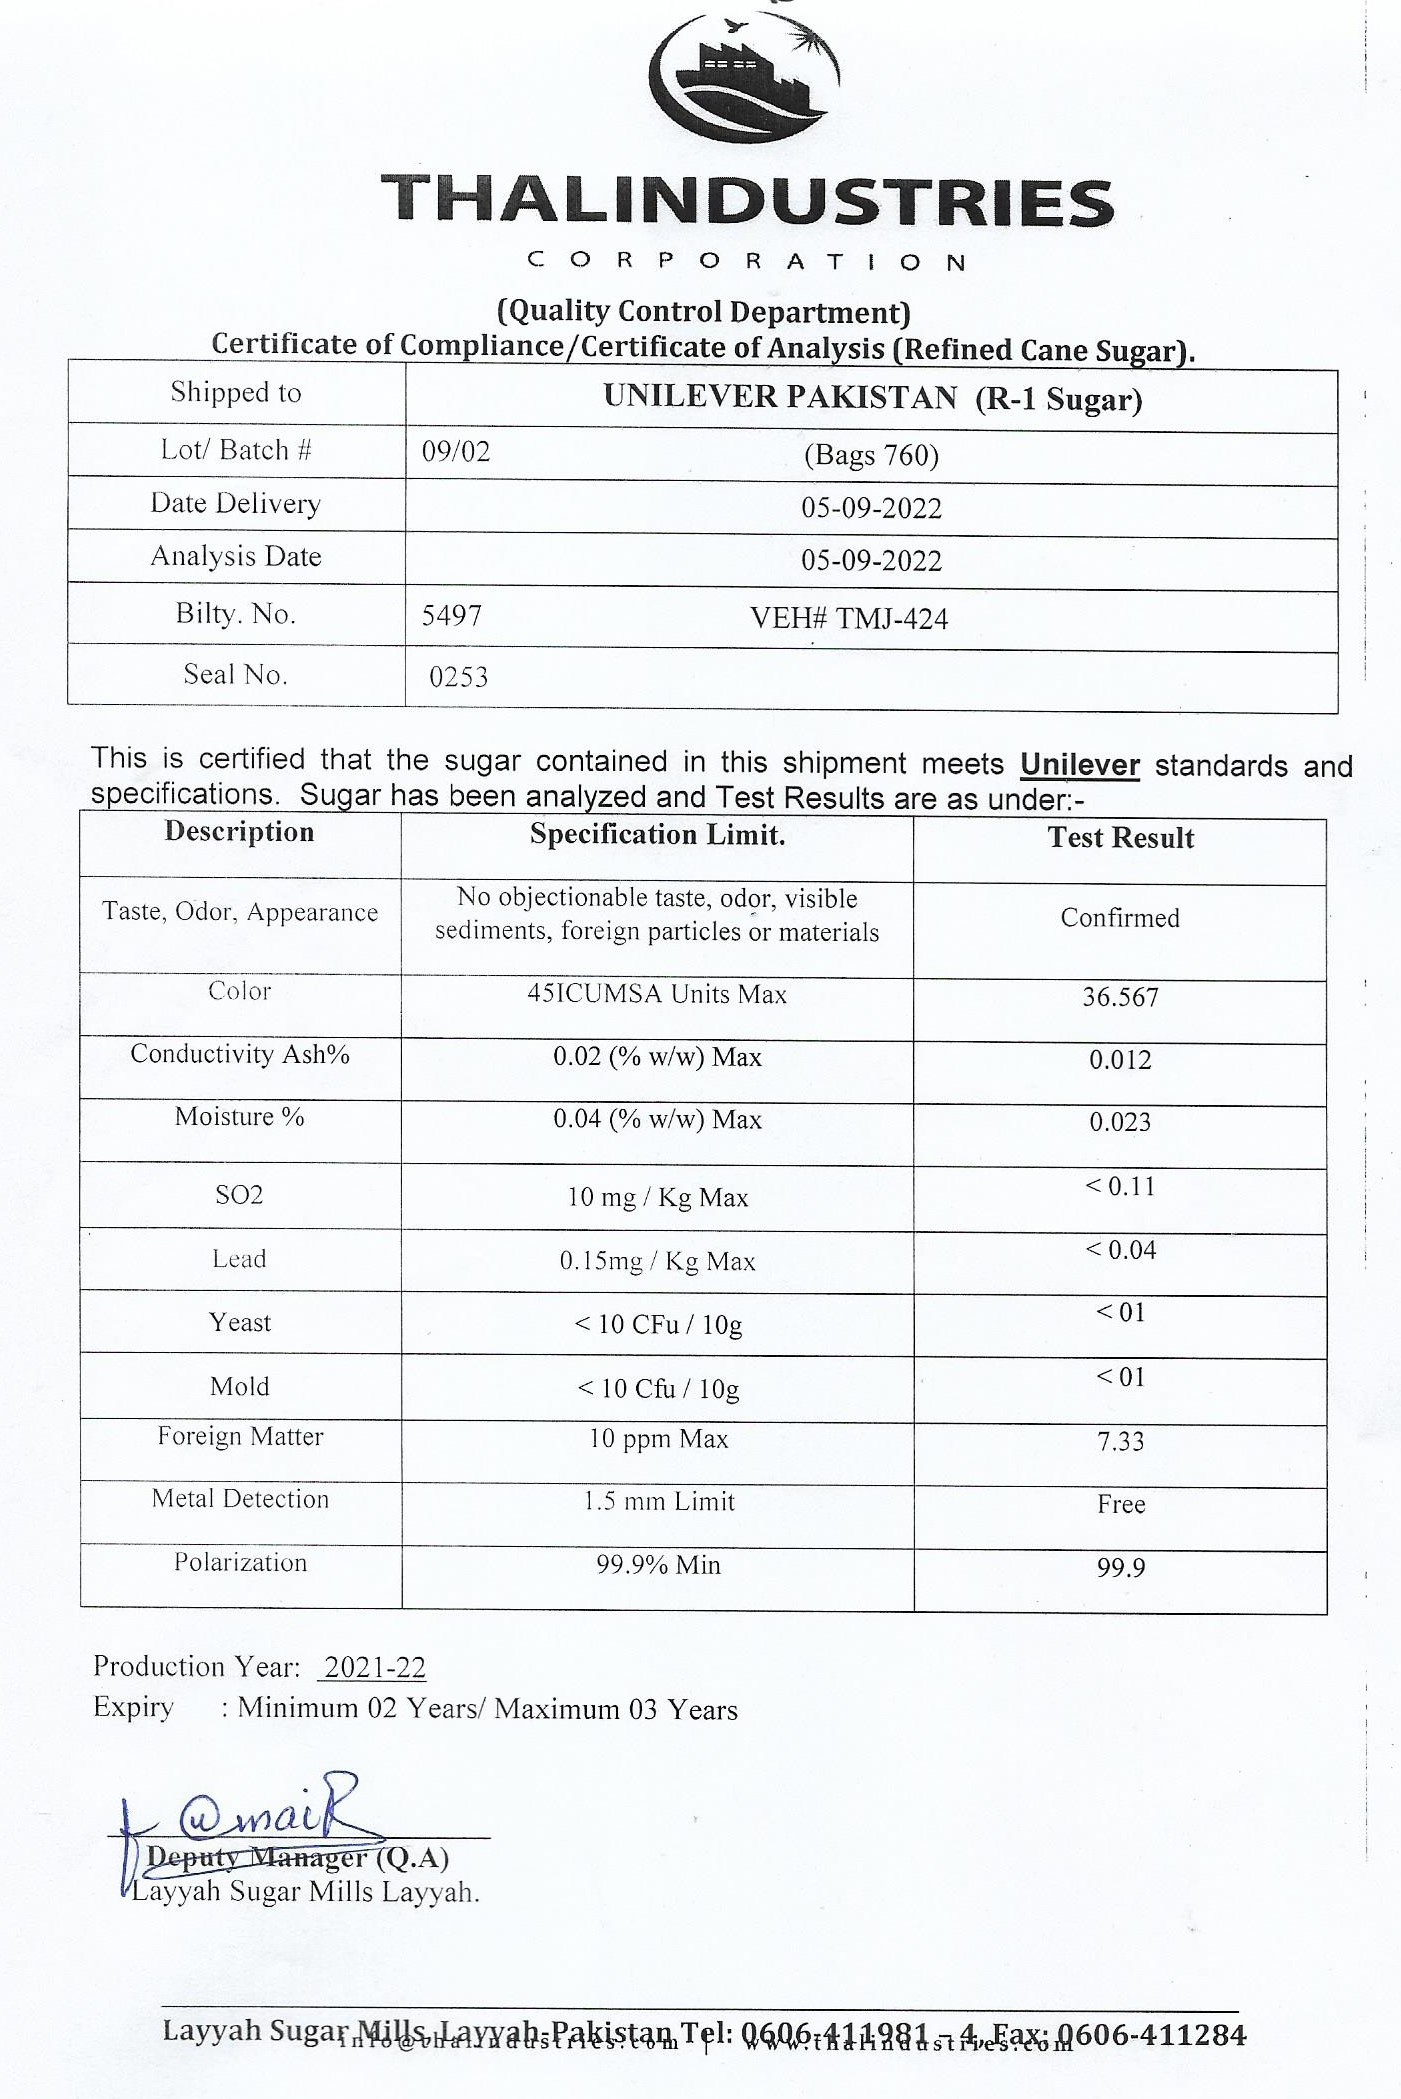 THALINDUSTRIES
CORPORATION
(Quality Control Department)
Certificate of Compliance/Certificate of Analysis (Refined Cane Sugar).
Shipped to UNILEVER PAKISTAN (R-1 Sugar)
Lot/ Batch # 09/02 (Bags 760)
Date Delivery 05-09-2022
Analysis Date 05-09-2022
Bilty. No. 5497 VEH# TMJ-424
Seal No. 0253
This is certified that the sugar contained in this shipment meets Unilever standards and
specifications. Sugar has been analyzed and Test Results are as under:-
Description Specification Limit. Test Result
Taste, Odor, Appearance No objectionable taste, odor, visible
sediments, foreign particles or materials Confirmed
Color 45ICUMSA Units Max 36.567
Conductivity Ash% 0.02 (% w/w) Max 0.012
Moisture % 0.04 (% w/w) Max 0.023
SO2 10 mg / Kg Max < 0.11
Lead 0.15mg / Kg Max < 0.04
Yeast < 10 CFu / 10g < 01
Mold < 10 Cfu / 10g < 01
Foreign Matter 10 ppm Max 7.33
Metal Detection 1.5 mm Limit Free
Polarization 99.9% Min 99.9
Production Year: 2021-22
Expiry : Minimum 02 Years/ Maximum 03 Years
Deputy Manager (Q.A)
Layyah Sugar Mills Layyah.
Layyah Sugar Mills, Layyah-Pakistan Tel: 0606-411981 – 4, Fax: 0606-411284
info@thalindustries.com | www.thalindustries.com